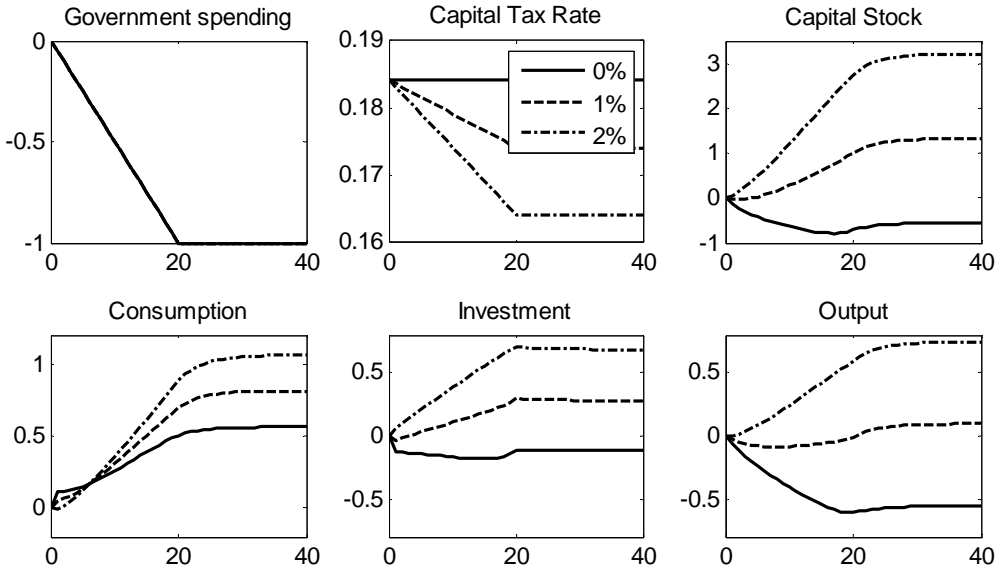 Government spending
Capital Tax Rate
Capital Stock
0
-0.5
-1
0 20 40
0.19
0.18
0.17
0.16
0 20 40
0%
1%
2%
3
2
1
0
-1
0 20 40
Consumption
Investment
Output
1
0.5
0
0 20 40
0.5
0
-0.5
0 20 40
0.5
0
-0.5
0 20 40